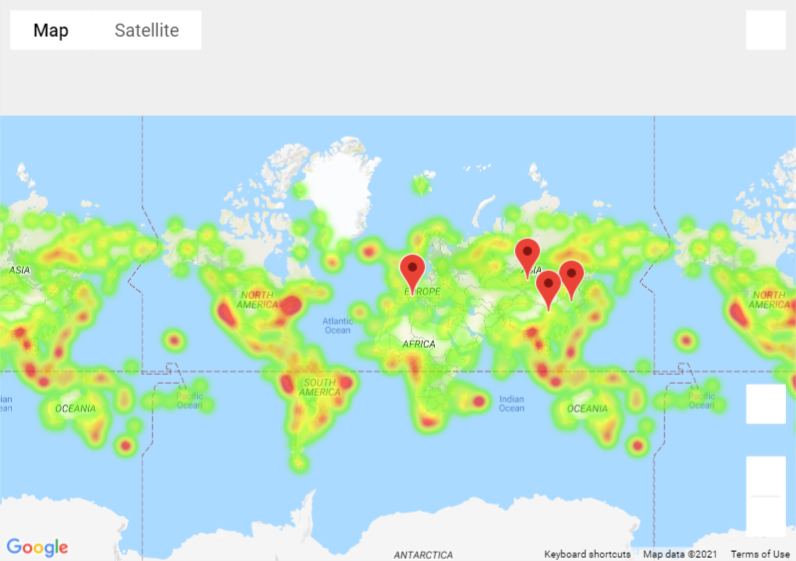 Map
Satellite
ASIA
NORTH
AMERICA
Atlantic
Ocean
EUROPE
AFRICA
SOUTH
AMERICA
OCEANIA
Pacific
Ocean
Indian
Ocean
OCEANIA
NORTH
AMERICA
Pacific
Ocean
Google
ANTARCTICA
Keyboard shortcuts
Map data ©2021
Terms of Use